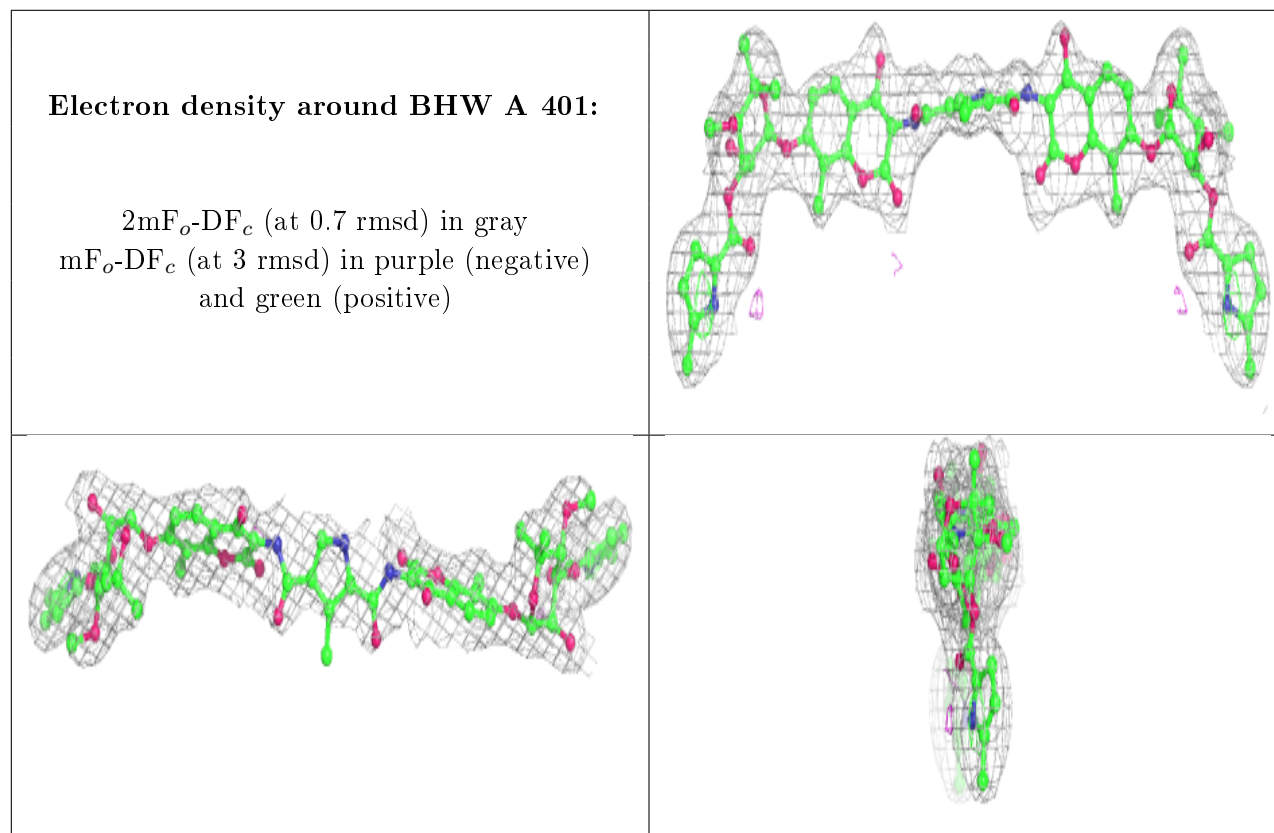 Electron density around BHW A 401:
2mFₒ-DF𝒸 (at 0.7 rmsd) in gray
mFₒ-DF𝒸 (at 3 rmsd) in purple (negative)
and green (positive)